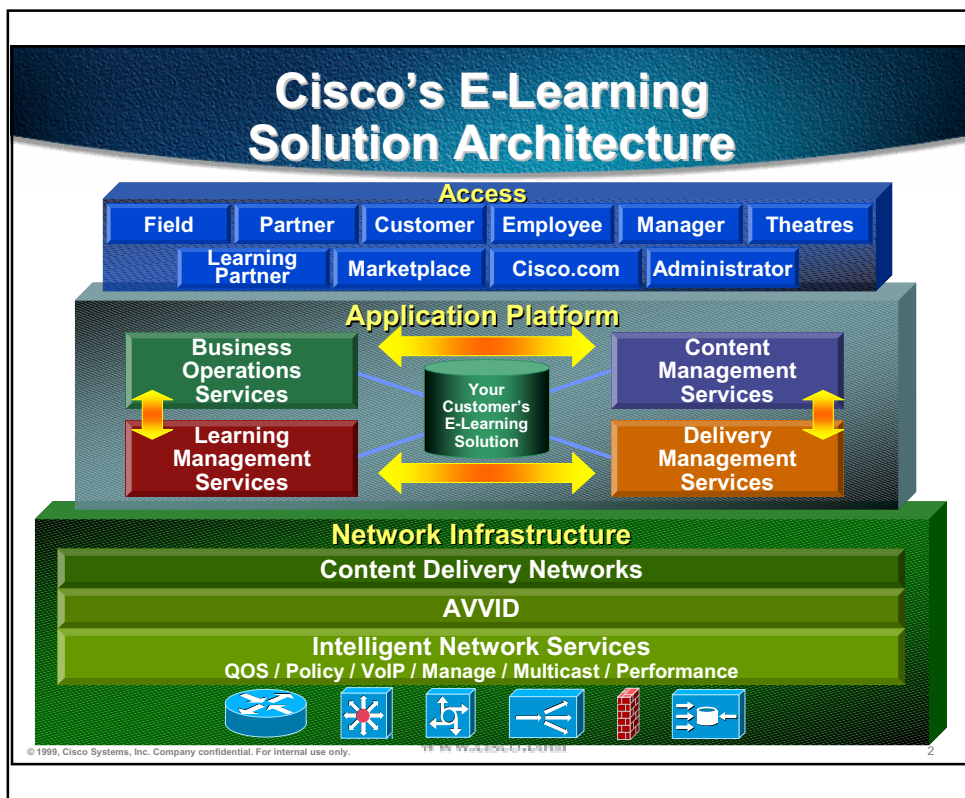 Cisco's E-Learning
Solution Architecture
Access
Field
Partner
Customer
Employee
Manager
Theatres
Learning
Partner
Marketplace
Cisco.com
Administrator
Application Platform
Business
Operations
Services
Content
Management
Services
Your
Customer's
E-Learning
Solution
Learning
Management
Services
Delivery
Management
Services
Network Infrastructure
Content Delivery Networks
AVVID
Intelligent Network Services
QOS / Policy / VoIP / Manage / Multicast / Performance
© 1999, Cisco Systems, Inc. Company confidential. For internal use only.
2